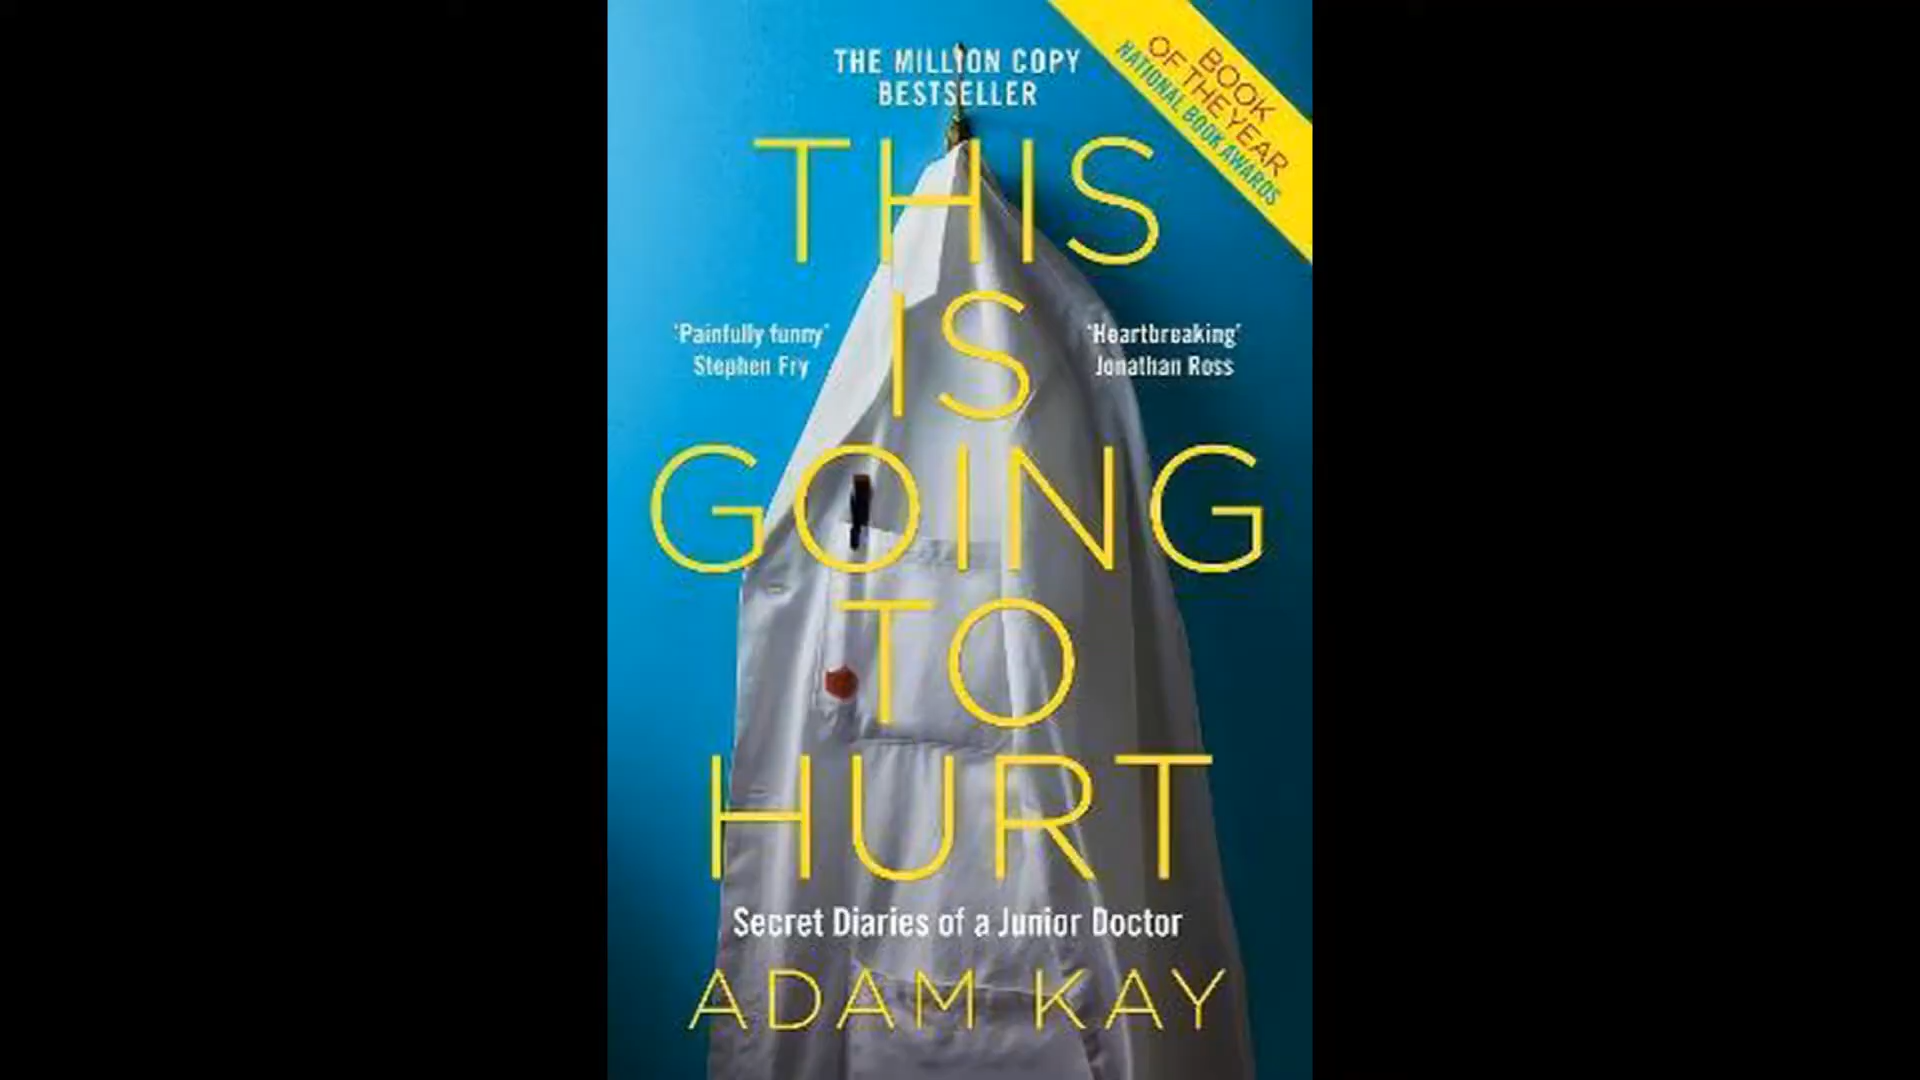 THE MILLION COPY
BESTSELLER
BOOK
OF THE YEAR
NATIONAL BOOK AWARDS
THIS
IS
'Painfully funny'
Stephen Fry
'Heartbreaking'
Jonathan Ross
GOING
TO
HURT
Secret Diaries of a Junior Doctor
ADAM KAY